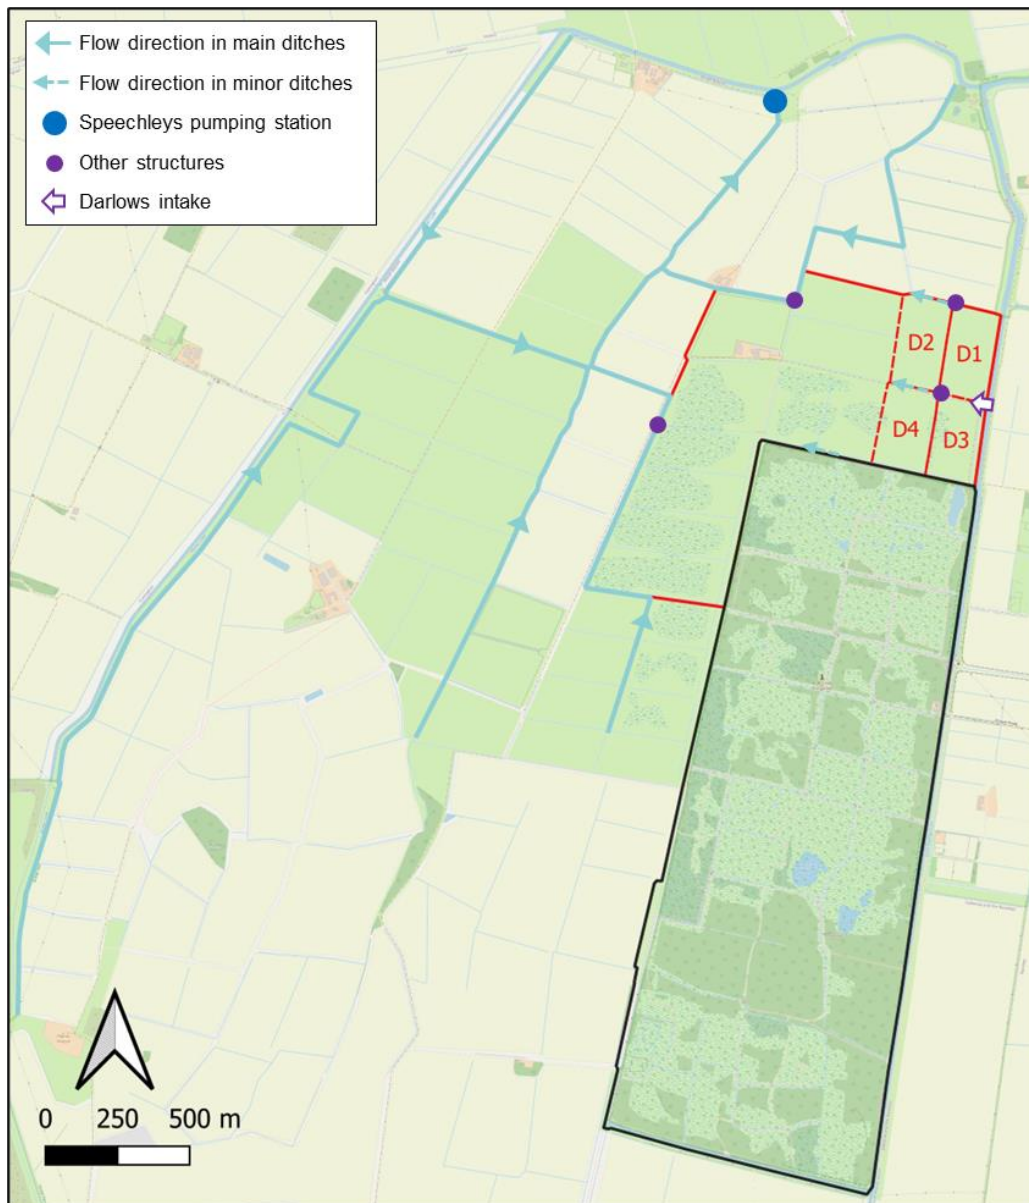 Flow direction in main ditches
Flow direction in minor ditches
Speechleys pumping station
Other structures
Darlows intake
D2
D1
D4
D3
0 250 500 m